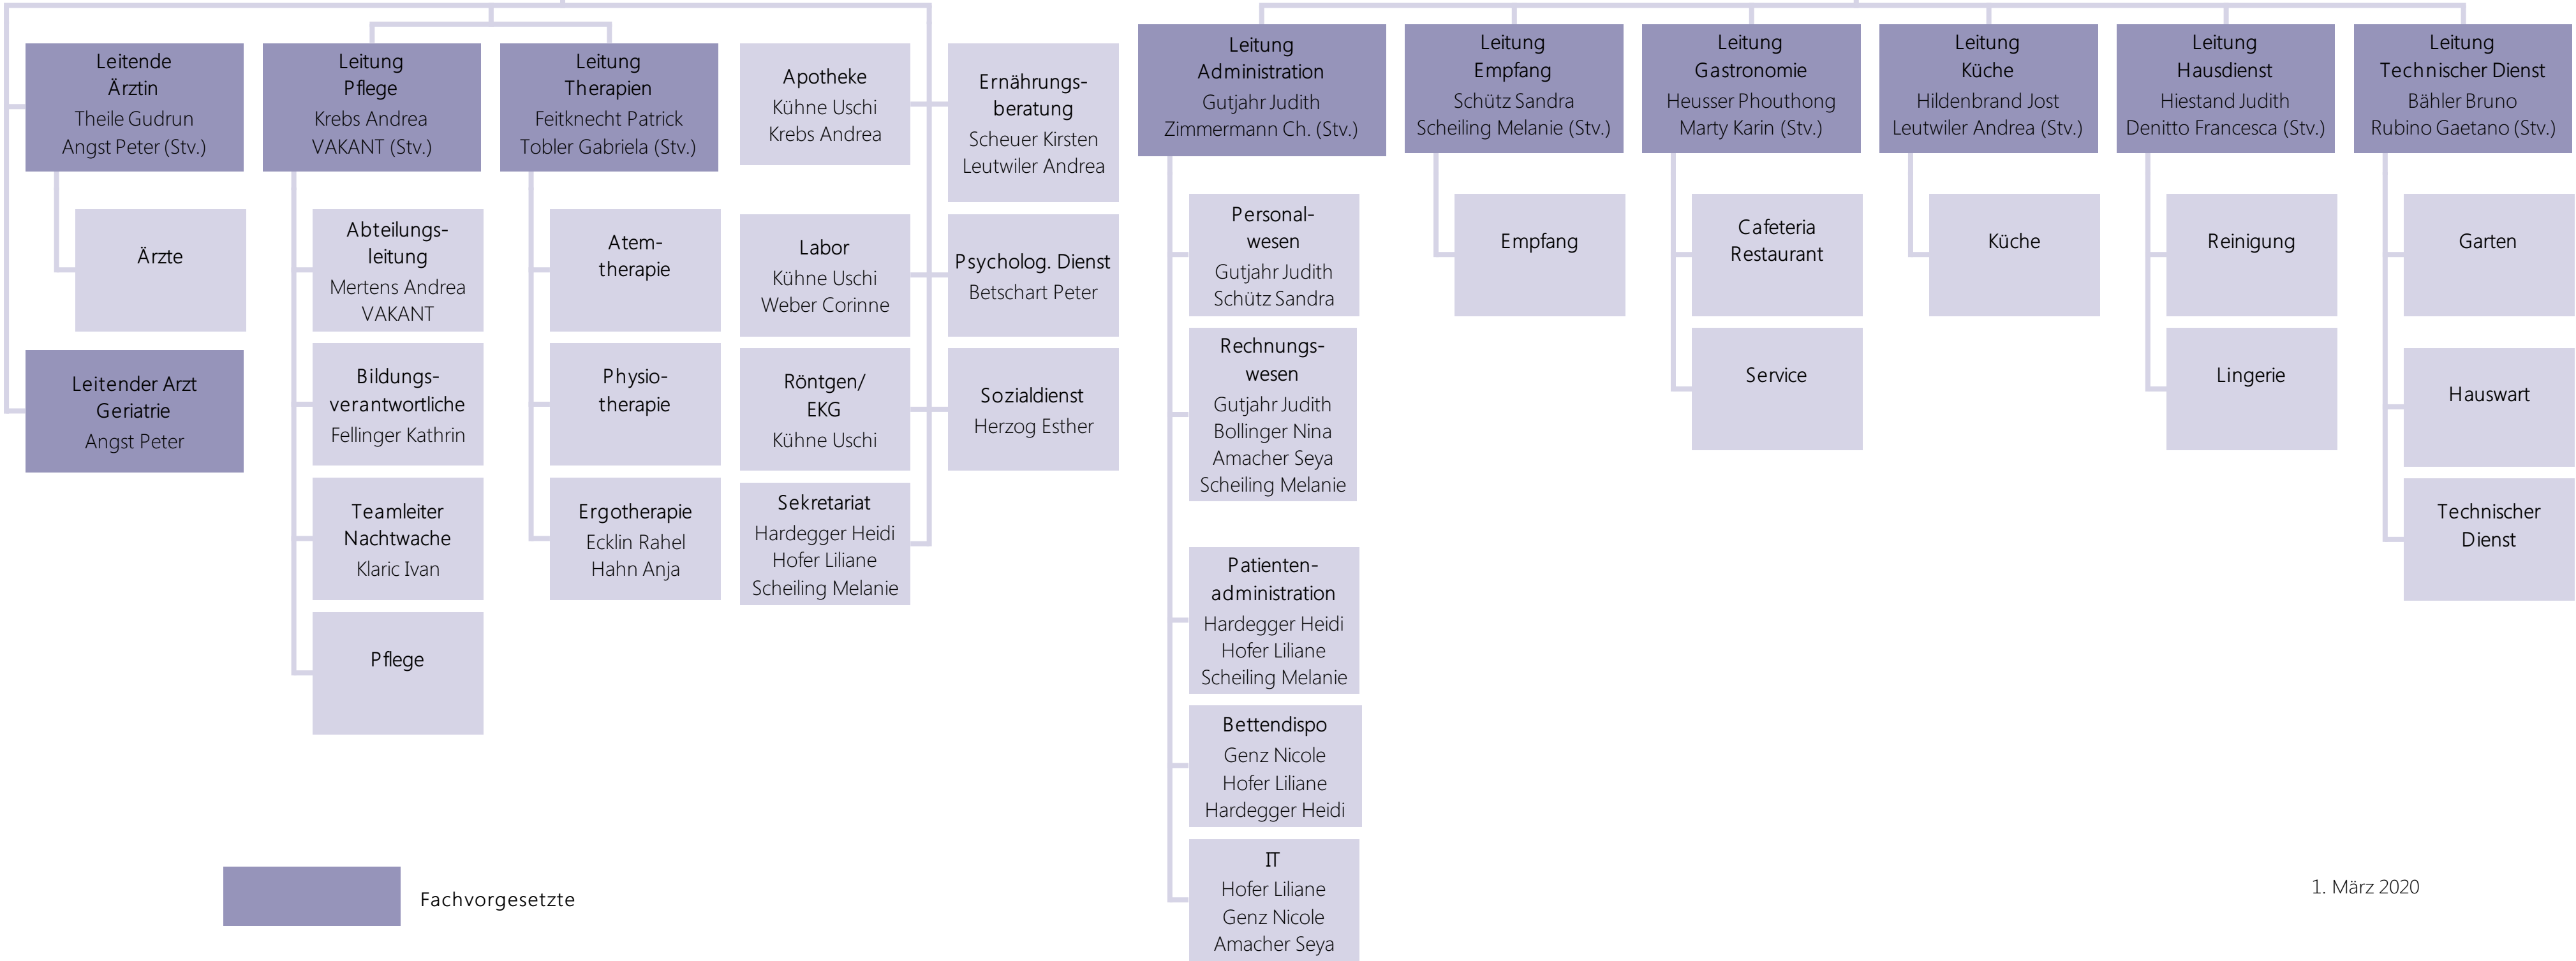 Leitende
Ärztin
Theile Gudrun
Angst Peter (Stv.)
Ärzte
Leitender Arzt
Geriatrie
Angst Peter
Leitung
Pflege
Krebs Andrea
VAKANT (Stv.)
Abteilungs-
leitung
Mertens Andrea
VAKANT
Bildungs-
verantwortliche
Fellinger Kathrin
Teamleiter
Nachtwache
Klaric Ivan
Pflege
Leitung
Therapien
Feitknecht Patrick
Tobler Gabriela (Stv.)
Atem-
therapie
Physio-
therapie
Ergotherapie
Ecklin Rahel
Hahn Anja
Apotheke
Kühne Uschi
Krebs Andrea
Labor
Kühne Uschi
Weber Corinne
Röntgen/
EKG
Kühne Uschi
Sekretariat
Hardegger Heidi
Hofer Liliane
Scheiling Melanie
Ernährungs-
beratung
Scheuer Kirsten
Leutwiler Andrea
Psycholog. Dienst
Betschart Peter
Sozialdienst
Herzog Esther
Leitung
Administration
Gutjahr Judith
Zimmermann Ch. (Stv.)
Personal-
wesen
Gutjahr Judith
Schütz Sandra
Rechnungs-
wesen
Gutjahr Judith
Bollinger Nina
Amacher Seya
Scheiling Melanie
Patienten-
administration
Hardegger Heidi
Hofer Liliane
Scheiling Melanie
Bettendispo
Genz Nicole
Hofer Liliane
Hardegger Heidi
IT
Hofer Liliane
Genz Nicole
Amacher Seya
Leitung
Empfang
Schütz Sandra
Scheiling Melanie (Stv.)
Empfang
Leitung
Gastronomie
Heusser Phouthong
Marty Karin (Stv.)
Cafeteria
Restaurant
Service
Leitung
Küche
Hildenbrand Jost
Leutwiler Andrea (Stv.)
Küche
Leitung
Hausdienst
Hiestand Judith
Denitto Francesca (Stv.)
Reinigung
Lingerie
Leitung
Technischer Dienst
Bähler Bruno
Rubino Gaetano (Stv.)
Garten
Hauswart
Technischer
Dienst
Fachvorgesetzte
1. März 2020